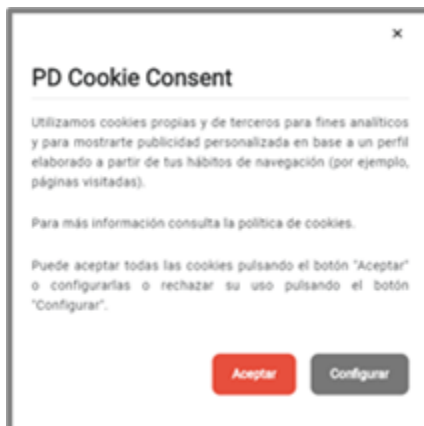 ×
PD Cookie Consent
Utilizamos cookies propias y de terceros para fines analíticos
y para mostrarte publicidad personalizada en base a un perfil
elaborado a partir de tus hábitos de navegación (por ejemplo,
páginas visitadas).
Para más información consulta la política de cookies.
Puede aceptar todas las cookies pulsando el botón "Aceptar"
o configurarlas o rechazar su uso pulsando el botón
"Configurar".
Aceptar Configurar